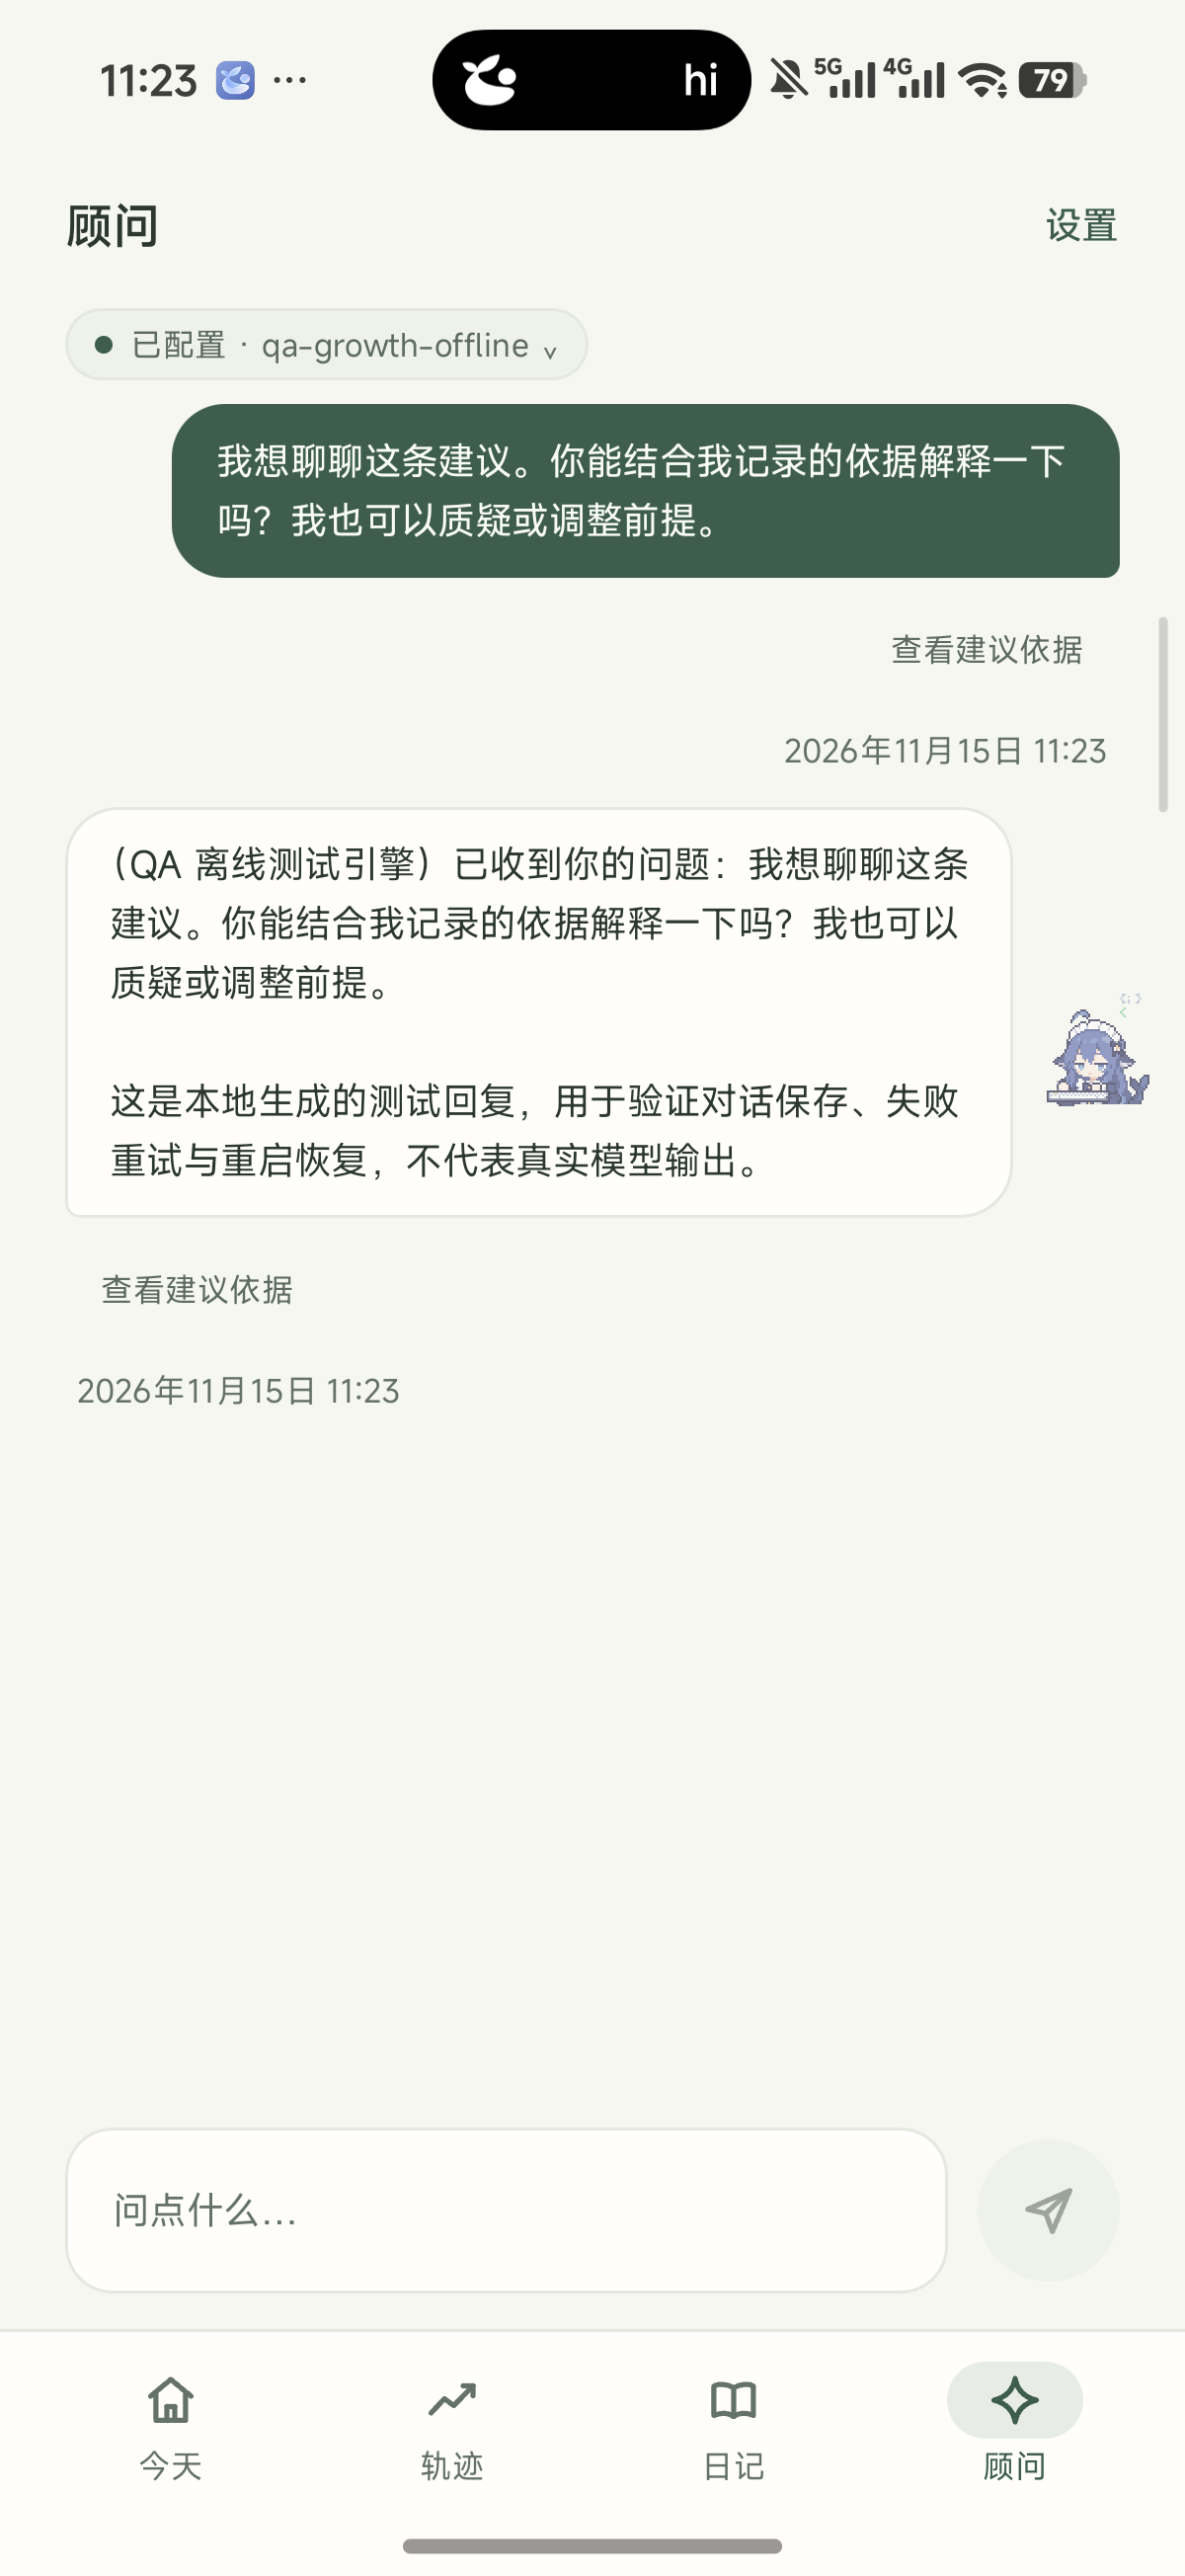 11:23
hi
5G
4G
79
顾问
设置
已配置 · qa-growth-offline
我想聊聊这条建议。你能结合我记录的依据解释一下
吗？我也可以质疑或调整前提。
查看建议依据
2026年11月15日 11:23
（QA 离线测试引擎）已收到你的问题：我想聊聊这条
建议。你能结合我记录的依据解释一下吗？我也可以
质疑或调整前提。
这是本地生成的测试回复，用于验证对话保存、失败
重试与重启恢复，不代表真实模型输出。
查看建议依据
2026年11月15日 11:23
问点什么...
今天
轨迹
日记
顾问